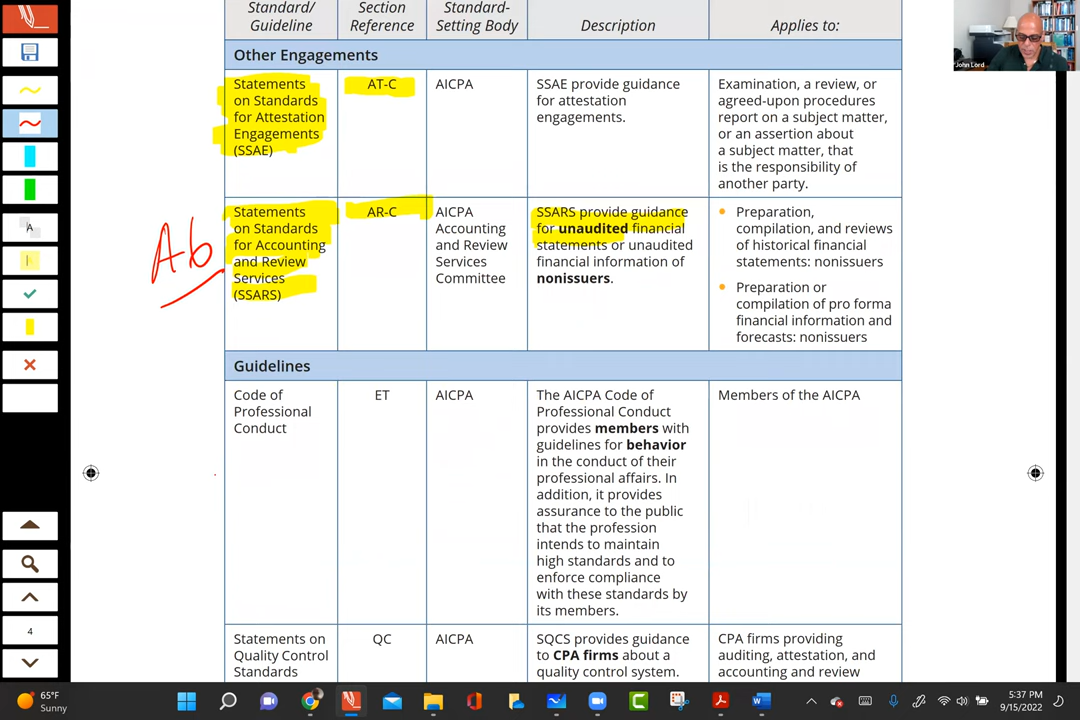 Standard/
Guideline
Section
Reference
Standard-
Setting Body
Description
Applies to:
John Lord
Other Engagements
Statements
on Standards
for Attestation
Engagements
(SSAE)
AT-C
AICPA
SSAE provide guidance
for attestation
engagements.
Examination, a review, or
agreed-upon procedures
report on a subject matter,
or an assertion about
a subject matter, that
is the responsibility of
another party.
Ab
Statements
on Standards
for Accounting
and Review
Services
(SSARS)
AR-C
AICPA
Accounting
and Review
Services
Committee
SSARS provide guidance
for unaudited financial
statements or unaudited
financial information of
nonissuers.
Preparation,
compilation, and reviews
of historical financial
statements: nonissuers
Preparation or
compilation of pro forma
financial information and
forecasts: nonissuers
Guidelines
Code of
Professional
Conduct
ET
AICPA
The AICPA Code of
Professional Conduct
provides members with
guidelines for behavior
in the conduct of their
professional affairs. In
addition, it provides
assurance to the public
that the profession
intends to maintain
high standards and to
enforce compliance
with these standards by
its members.
Members of the AICPA
Statements on
Quality Control
Standards
QC
AICPA
SQCS provides guidance
to CPA firms about a
quality control system.
CPA firms providing
auditing, attestation, and
accounting and review
A
4
65°F
Sunny
5:37 PM
9/15/2022